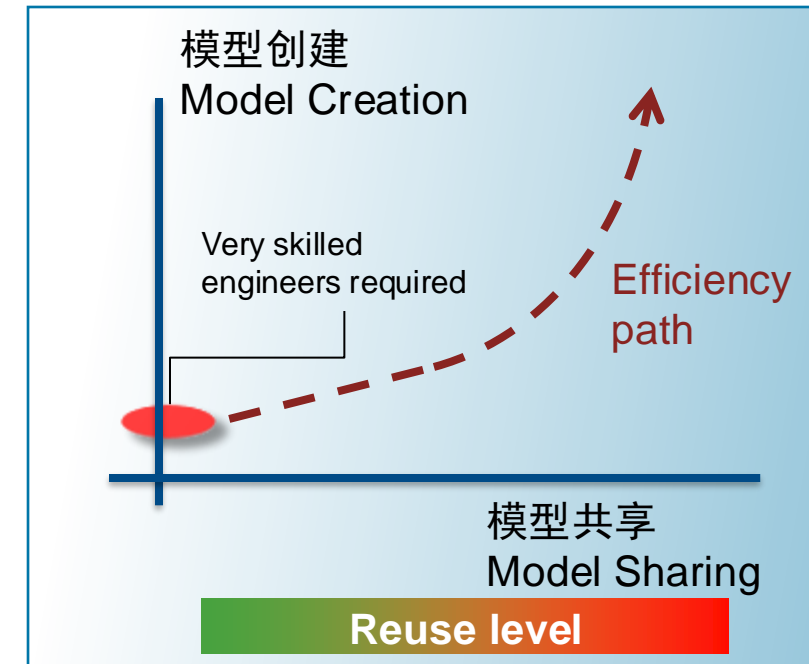 模型创建
Model Creation
Very skilled
engineers required
Efficiency
path
模型共享
Model Sharing
Reuse level